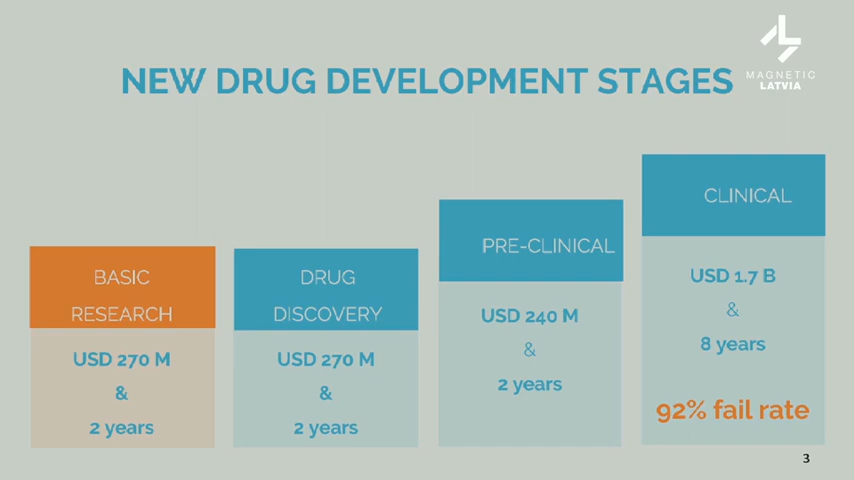 NEW DRUG DEVELOPMENT STAGES
MAGNETIC
LATVIA
BASIC
RESEARCH
USD 270 M
&
2 years
DRUG
DISCOVERY
USD 270 M
&
2 years
PRE-CLINICAL
USD 240 M
&
2 years
CLINICAL
USD 1.7 B
&
8 years
92% fail rate
3